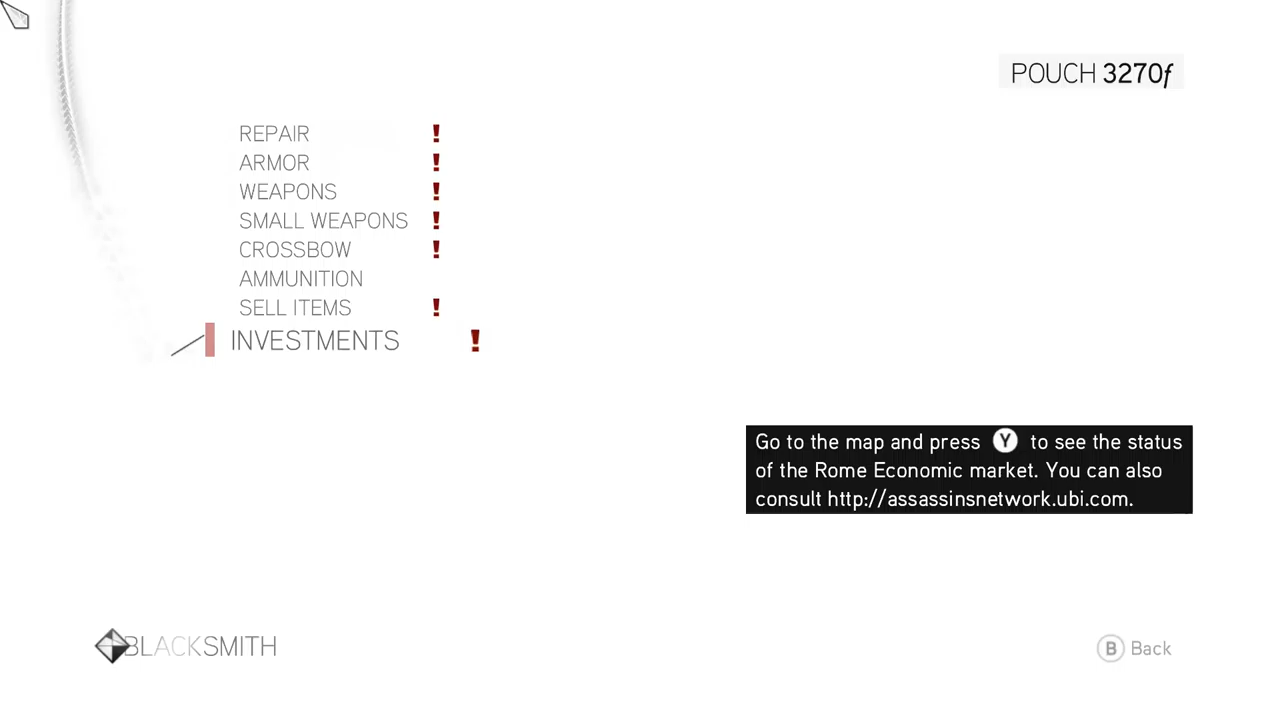 POUCH 3270f
REPAIR !
ARMOR !
WEAPONS !
SMALL WEAPONS !
CROSSBOW !
AMMUNITION
SELL ITEMS !
INVESTMENTS !
Go to the map and press Y to see the status
of the Rome Economic market. You can also
consult http://assassinsnetwork.ubi.com.
BLACKSMITH
B Back